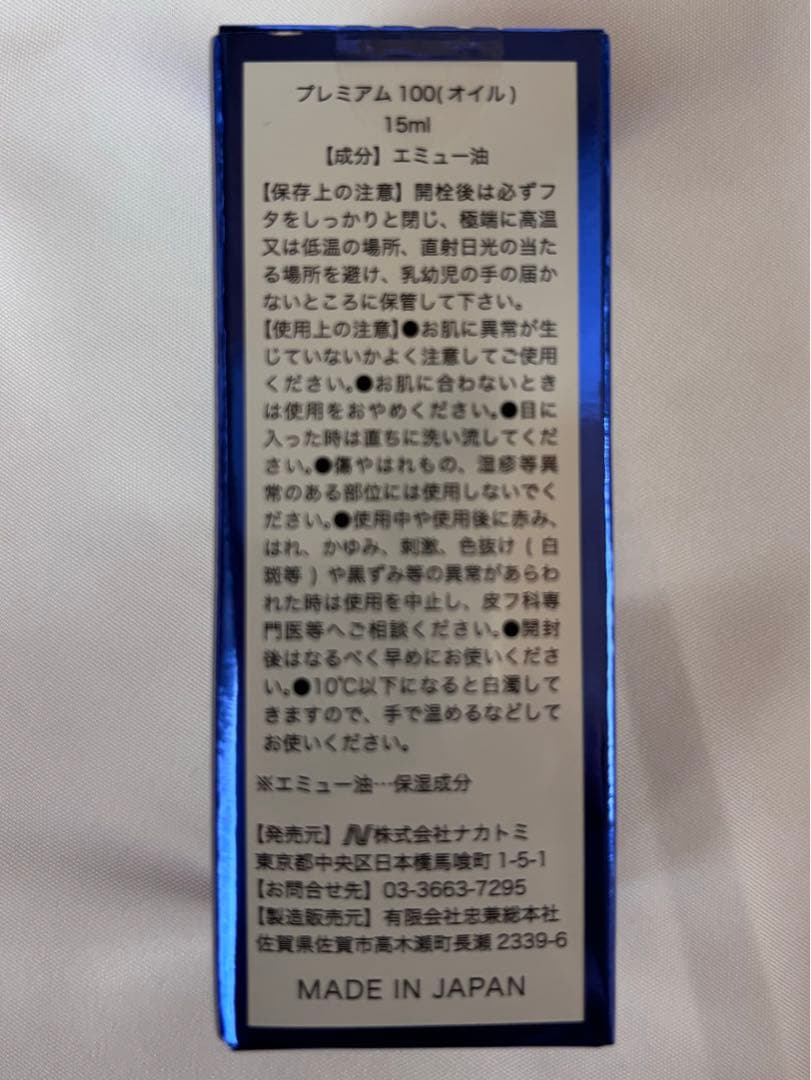 プレミアム 100(オイル)
15ml
【成分】エミュー油
【保存上の注意】開栓後は必ずフ
タをしっかりと閉じ、極端に高温
又は低温の場所、直射日光の当た
る場所を避け、乳幼児の手の届か
ないところに保管して下さい。
【使用上の注意】●お肌に異常が生
じていないかよく注意してご使用
ください。●お肌に合わないとき
は使用をおやめください。●目に
入った時は直ちに洗い流してくだ
さい。●傷やはれもの、湿疹等異
常のある部位には使用しないでく
ださい。●使用中や使用後に赤み、
はれ、かゆみ、刺激、色抜け ( 白
斑等 ) や黒ずみ等の異常があらわ
れた時は使用を中止し、皮フ科専
門医等へご相談ください。●開封
後はなるべく早めにお使いくださ
い。●10℃以下になると白濁して
きますので、手で温めるなどして
お使いください。
※エミュー油…保湿成分
【発売元】 N 株式会社ナカトミ
東京都中央区日本橋馬喰町 1-5-1
【お問合せ先】03-3663-7295
【製造販売元】有限会社忠兼総本社
佐賀県佐賀市高木瀬町長瀬 2339-6
MADE IN JAPAN